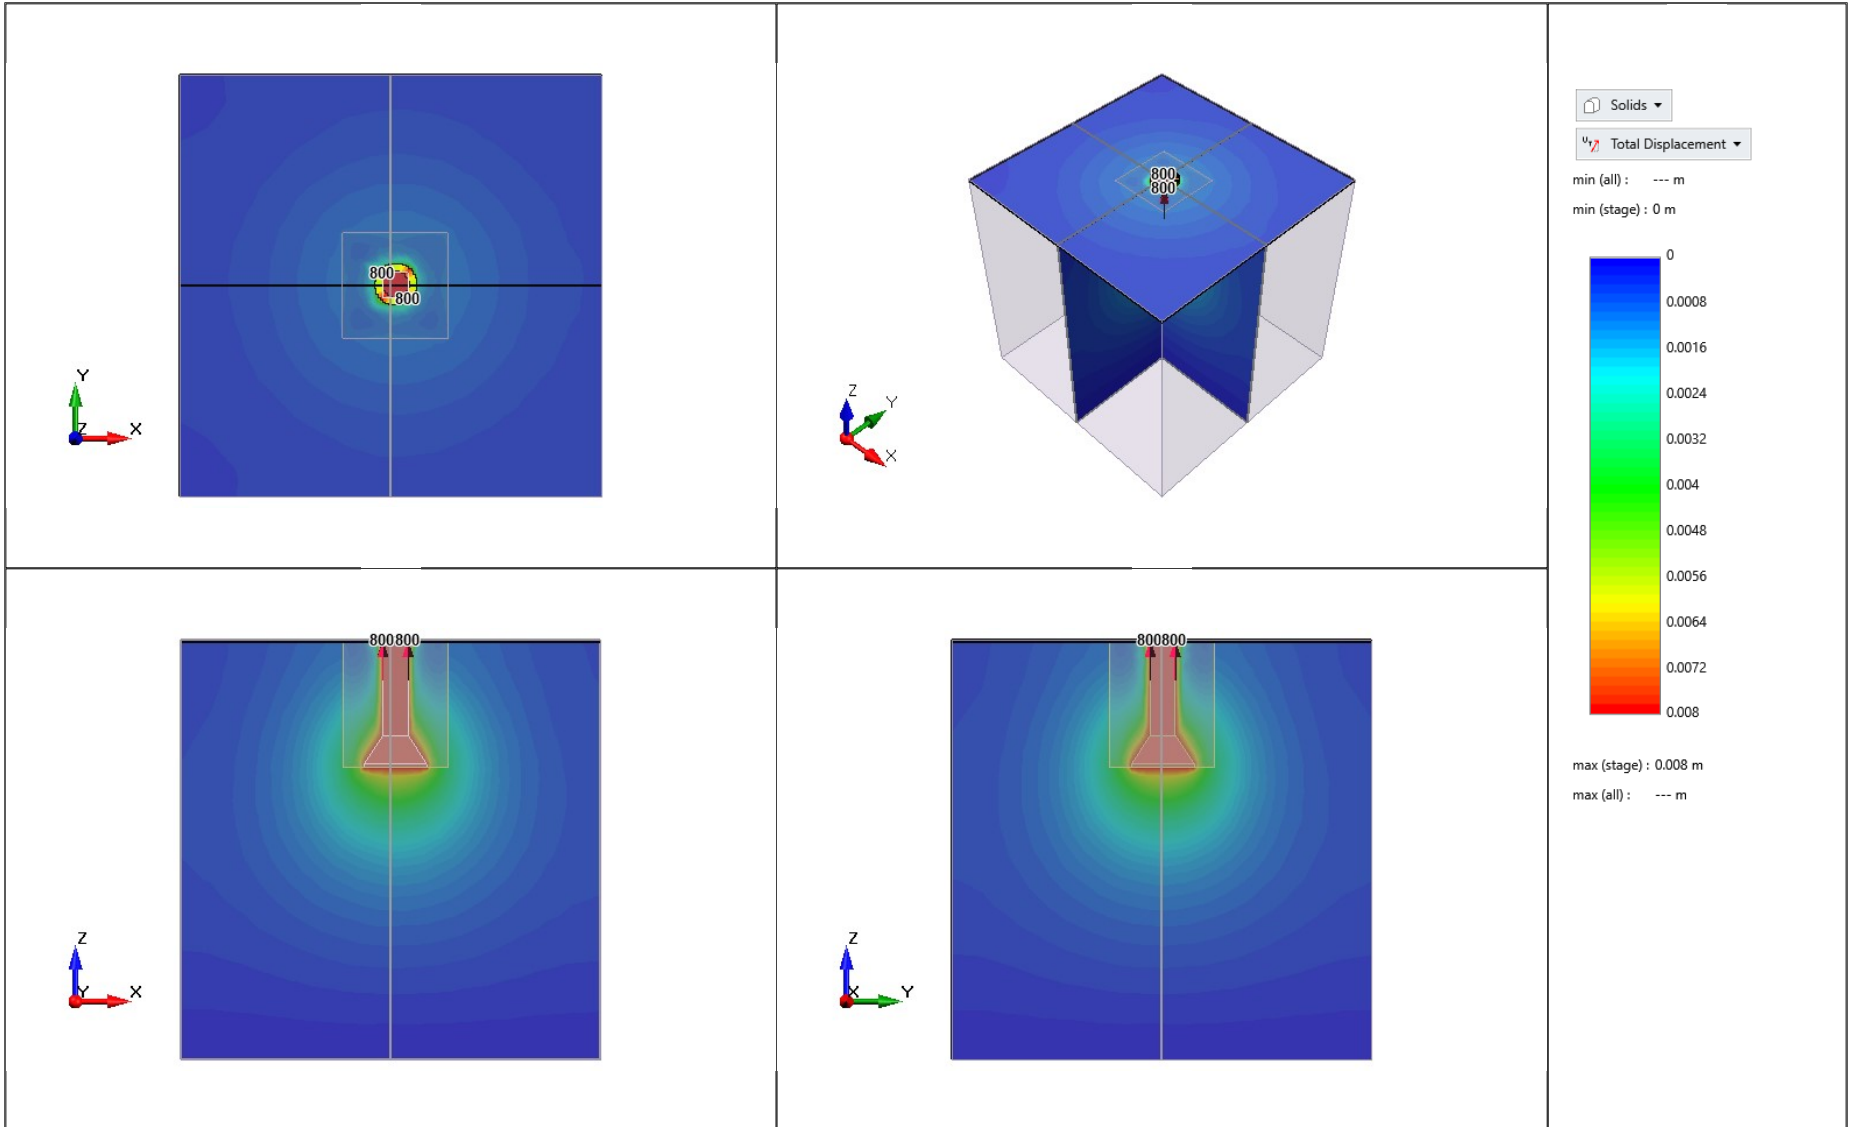 800
800
Y
Z
X
800
800
Z
Y
X
Solids
Total Displacement
min (all) : --- m
min (stage) : 0 m
0
0.0008
0.0016
0.0024
0.0032
0.004
0.0048
0.0056
0.0064
0.0072
0.008
max (stage) : 0.008 m
max (all) : --- m
800800
Z
Y
X
800800
Z
X
Y